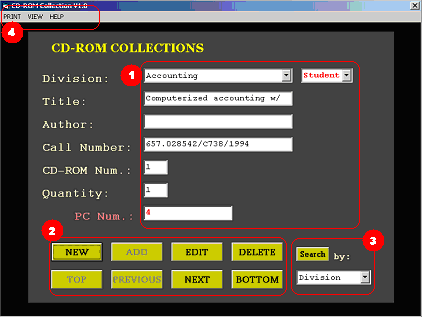 CD-ROM Collection V1.0
PRINT VIEW HELP
4
CD-ROM COLLECTIONS
1
Division: Accounting Student
Title: Computerized accounting w/
Author:
Call Number: 657.028542/C738/1994
CD-ROM Num.: 1
Quantity: 1
PC Num.: 4
2
3
NEW ADD EDIT DELETE
Search by:
TOP PREVIOUS NEXT BOTTOM
Division